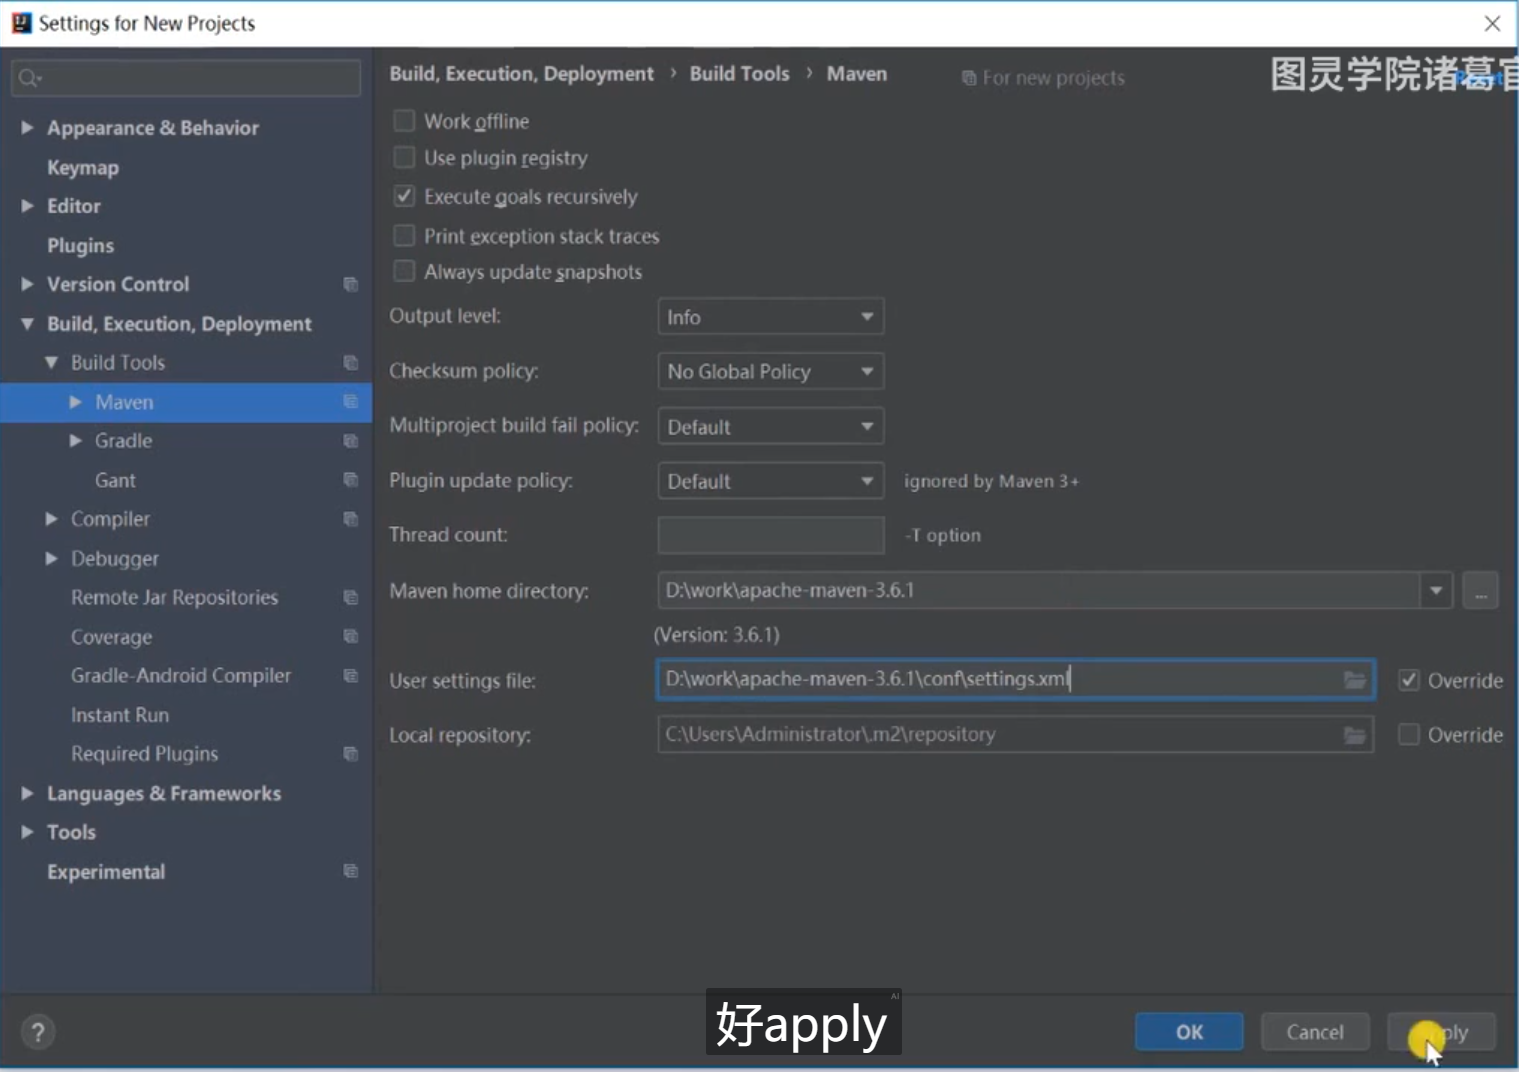 Settings for New Projects
Build, Execution, Deployment › Build Tools › Maven
For new projects
图灵学院诸葛官
Appearance & Behavior
Keymap
Editor
Plugins
Version Control
Build, Execution, Deployment
Build Tools
Maven
Gradle
Gant
Compiler
Debugger
Remote Jar Repositories
Coverage
Gradle-Android Compiler
Instant Run
Required Plugins
Languages & Frameworks
Tools
Experimental
Work offline
Use plugin registry
Execute goals recursively
Print exception stack traces
Always update snapshots
Output level: Info
Checksum policy: No Global Policy
Multiproject build fail policy: Default
Plugin update policy: Default ignored by Maven 3+
Thread count: -T option
Maven home directory: D:\work\apache-maven-3.6.1 ...
(Version: 3.6.1)
User settings file: D:\work\apache-maven-3.6.1\conf\settings.xml Override
Local repository: C:\Users\Administrator\.m2\repository Override
好apply
AI
?
OK
Cancel